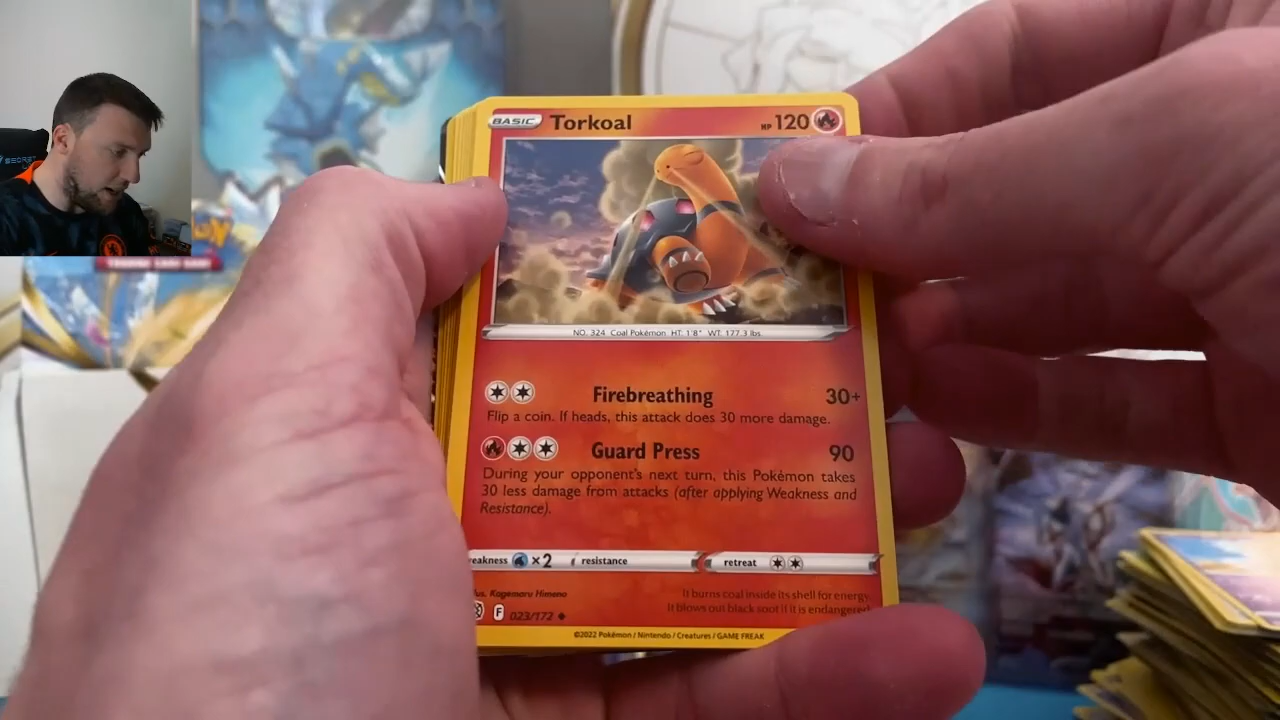 BASIC Torkoal HP 120
NO. 324 Coal Pokémon HT: 1'8" WT: 177.3 lbs.
Firebreathing 30+
Flip a coin. If heads, this attack does 30 more damage.
Guard Press 90
During your opponent's next turn, this Pokémon takes
30 less damage from attacks (after applying Weakness and
Resistance).
eakness ×2 resistance retreat
us. Kagemaru Himeno
It burns coal inside its shell for energy.
It blows out black soot if it is endangered.
F 023/172
©2022 Pokémon / Nintendo / Creatures / GAME FREAK